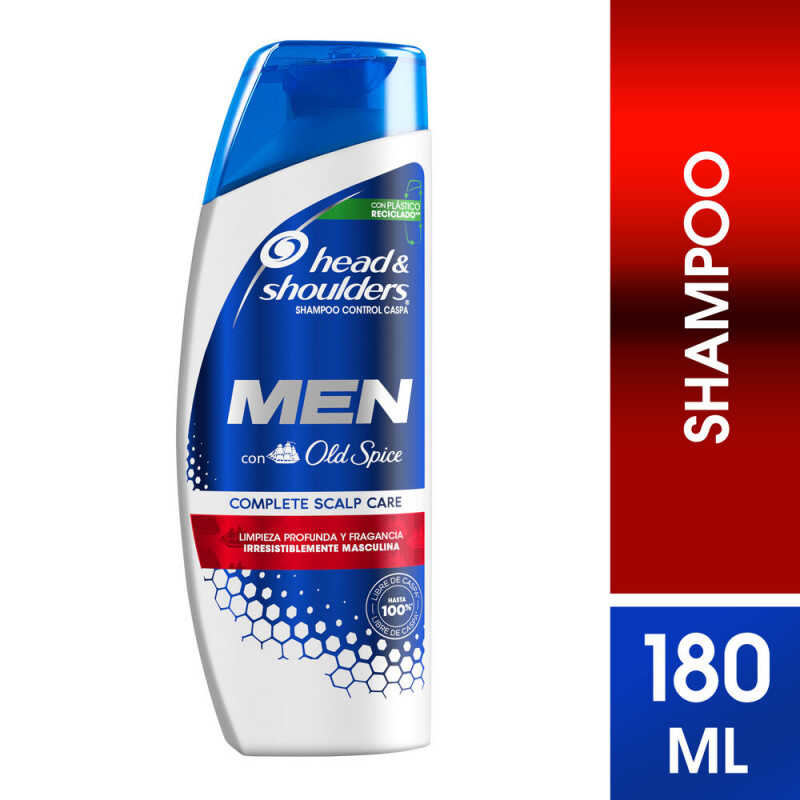 CON PLÁSTICO
RECICLADO**
head &
shoulders®
SHAMPOO CONTROL CASPA
MEN
con Old Spice
COMPLETE SCALP CARE
LIMPIEZA PROFUNDA Y FRAGANCIA
IRRESISTIBLEMENTE MASCULINA
LIBRE DE CASPA*
HASTA
100%*
LIBRE DE CASPA*
SHAMPOO
180
ML